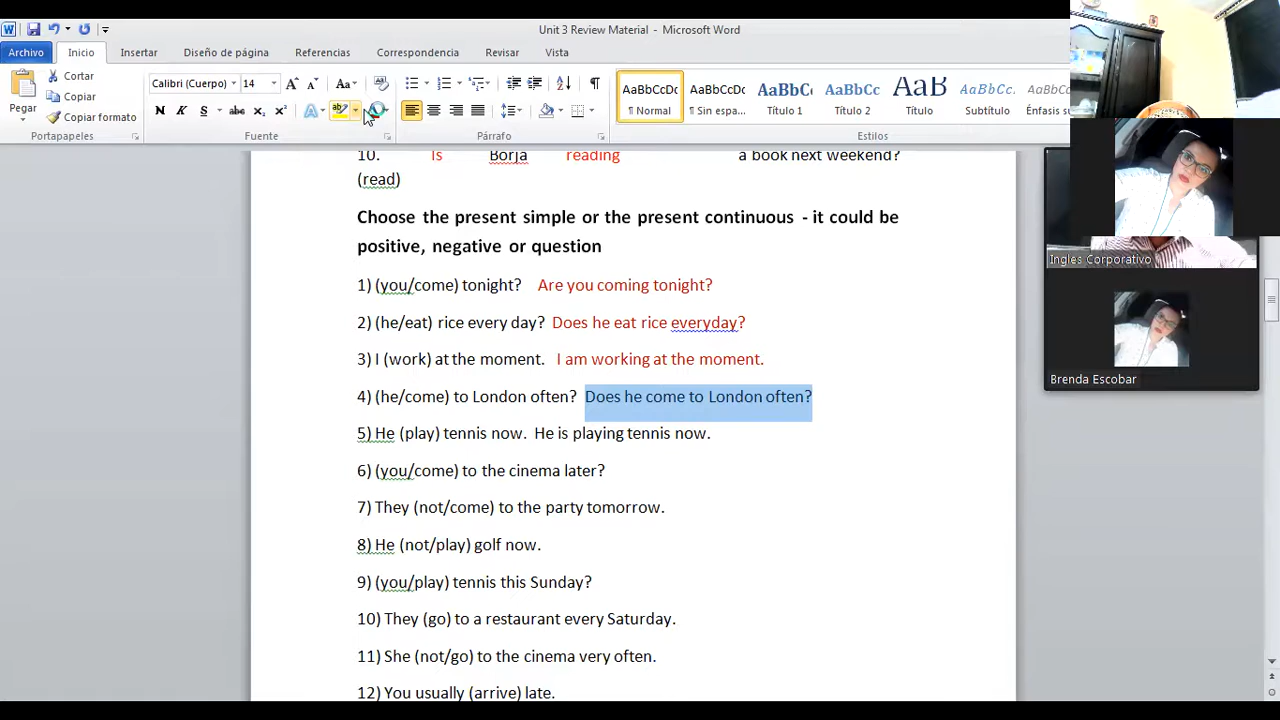 Unit 3 Review Material - Microsoft Word
Archivo Inicio Insertar Diseño de página Referencias Correspondencia Revisar Vista
Pegar
Cortar
Copiar
Copiar formato
Portapapeles
Calibri (Cuerpo) 14
N K S abc x₂ x²
Fuente
Párrafo
AaBbCcDc AaBbCcDc AaBbC AaBbCc AaB AaBbCc. AaBbCc
¶ Normal ¶ Sin espa... Título 1 Título 2 Título Subtítulo Énfasis su
Estilos
10. Is Borja reading a book next weekend?
(read)
Choose the present simple or the present continuous - it could be
positive, negative or question
1) (you/come) tonight? Are you coming tonight?
2) (he/eat) rice every day? Does he eat rice everyday?
3) I (work) at the moment. I am working at the moment.
4) (he/come) to London often? Does he come to London often?
5) He (play) tennis now. He is playing tennis now.
6) (you/come) to the cinema later?
7) They (not/come) to the party tomorrow.
8) He (not/play) golf now.
9) (you/play) tennis this Sunday?
10) They (go) to a restaurant every Saturday.
11) She (not/go) to the cinema very often.
12) You usually (arrive) late.
Ingles Corporativo
Brenda Escobar